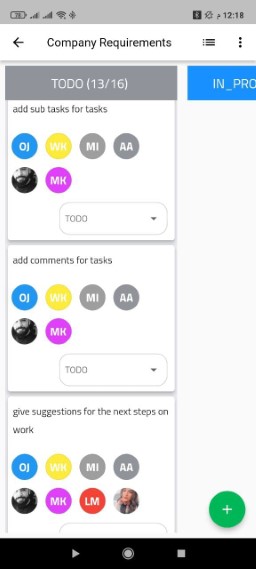 م 12:18
Company Requirements
TODO (13/16)
IN_PRO
add sub tasks for tasks
OJ WK MI AA
MK
TODO
add comments for tasks
OJ WK MI AA
MK
TODO
give suggestions for the next steps on
work
OJ WK MI AA
MK LM